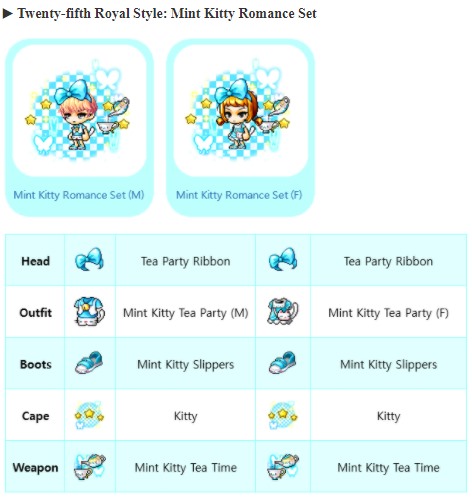 ► Twenty-fifth Royal Style: Mint Kitty Romance Set
Mint Kitty Romance Set (M) Mint Kitty Romance Set (F)
Head Tea Party Ribbon Tea Party Ribbon
Outfit Mint Kitty Tea Party (M) Mint Kitty Tea Party (F)
Boots Mint Kitty Slippers Mint Kitty Slippers
Cape Kitty Kitty
Weapon Mint Kitty Tea Time Mint Kitty Tea Time